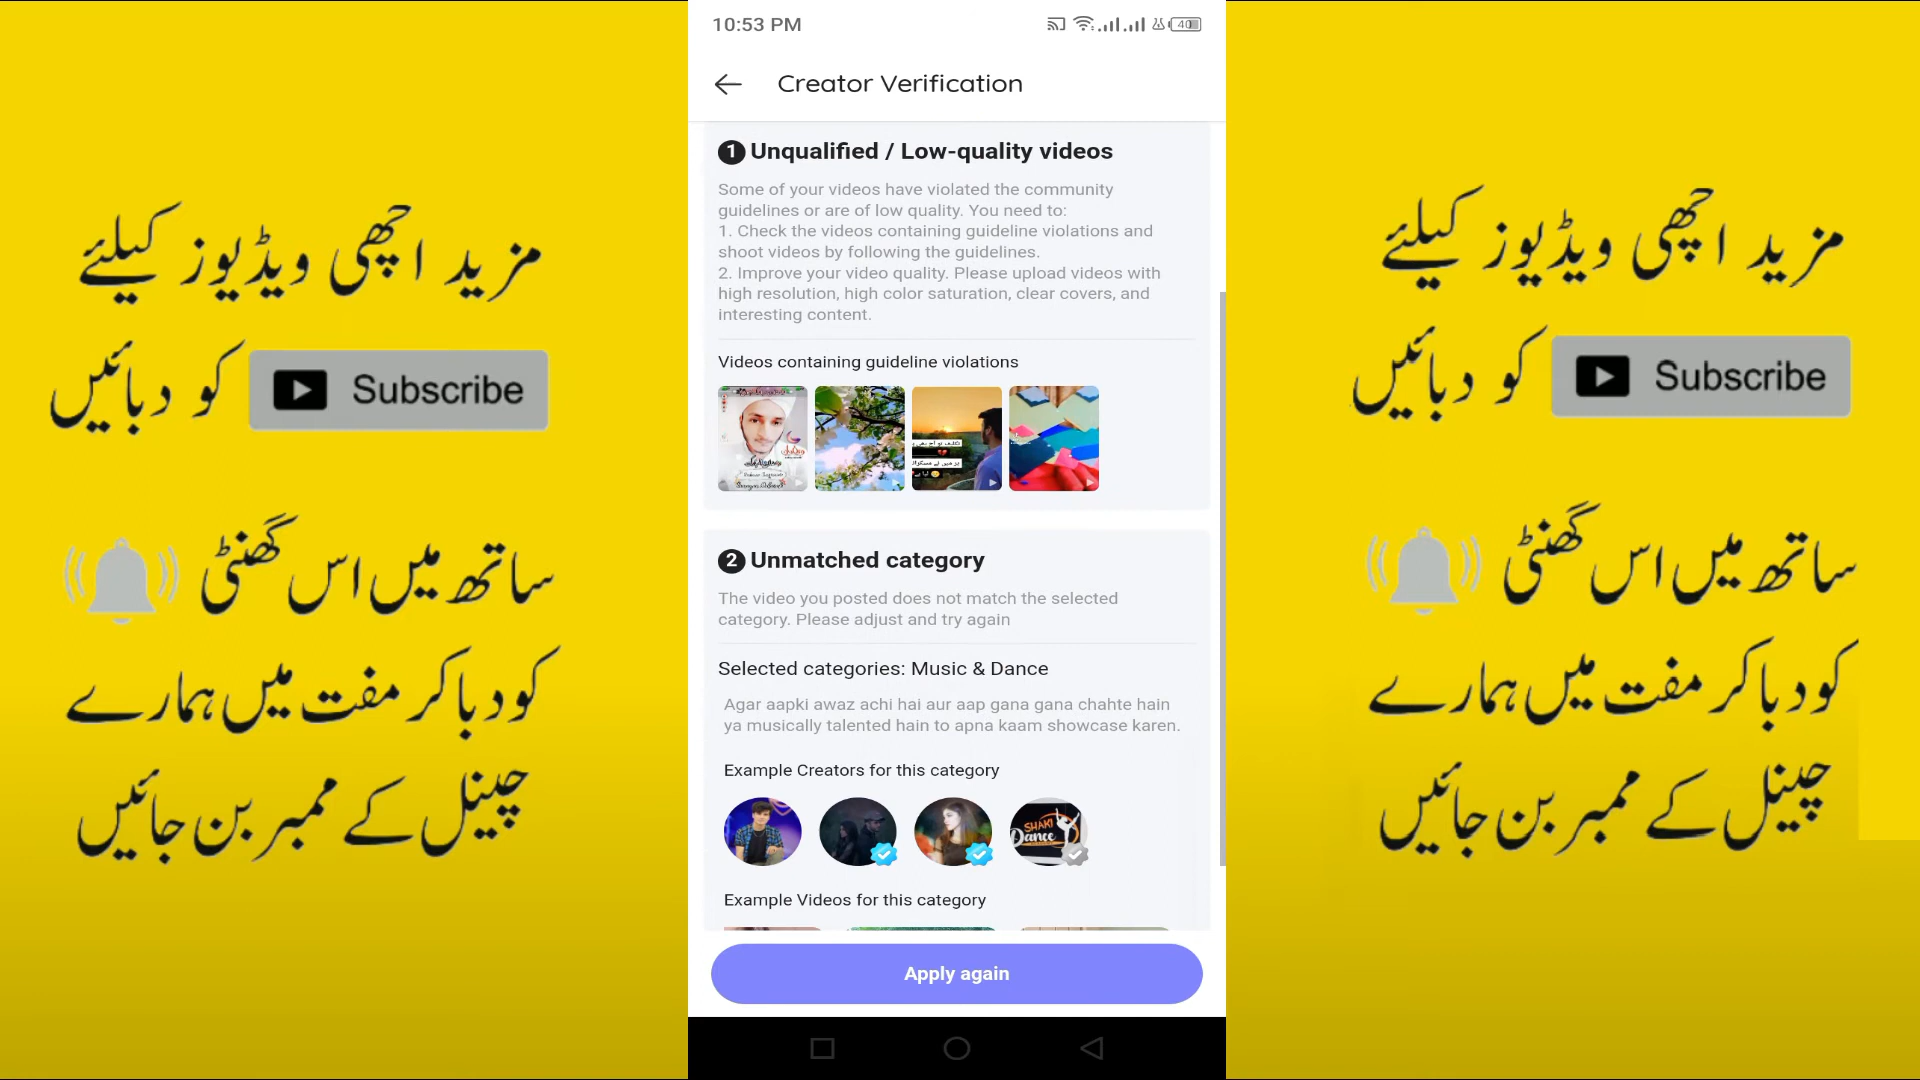 مزید اچھی ویڈیوز کیلئے
کو دبائیں Subscribe
ساتھ میں اس گھنٹی
کو دبا کر مفت میں ہمارے
چینل کے ممبر بن جائیں
10:53 PM
40
Creator Verification
1 Unqualified / Low-quality videos
Some of your videos have violated the community
guidelines or are of low quality. You need to:
1. Check the videos containing guideline violations and
shoot videos by following the guidelines.
2. Improve your video quality. Please upload videos with
high resolution, high color saturation, clear covers, and
interesting content.
Videos containing guideline violations
2 Unmatched category
The video you posted does not match the selected
category. Please adjust and try again
Selected categories: Music & Dance
Agar aapki awaz achi hai aur aap gana gana chahte hain
ya musically talented hain to apna kaam showcase karen.
Example Creators for this category
SHAKI
Dance
Example Videos for this category
Apply again
مزید اچھی ویڈیوز کیلئے
کو دبائیں Subscribe
ساتھ میں اس گھنٹی
کو دبا کر مفت میں ہمارے
چینل کے ممبر بن جائیں